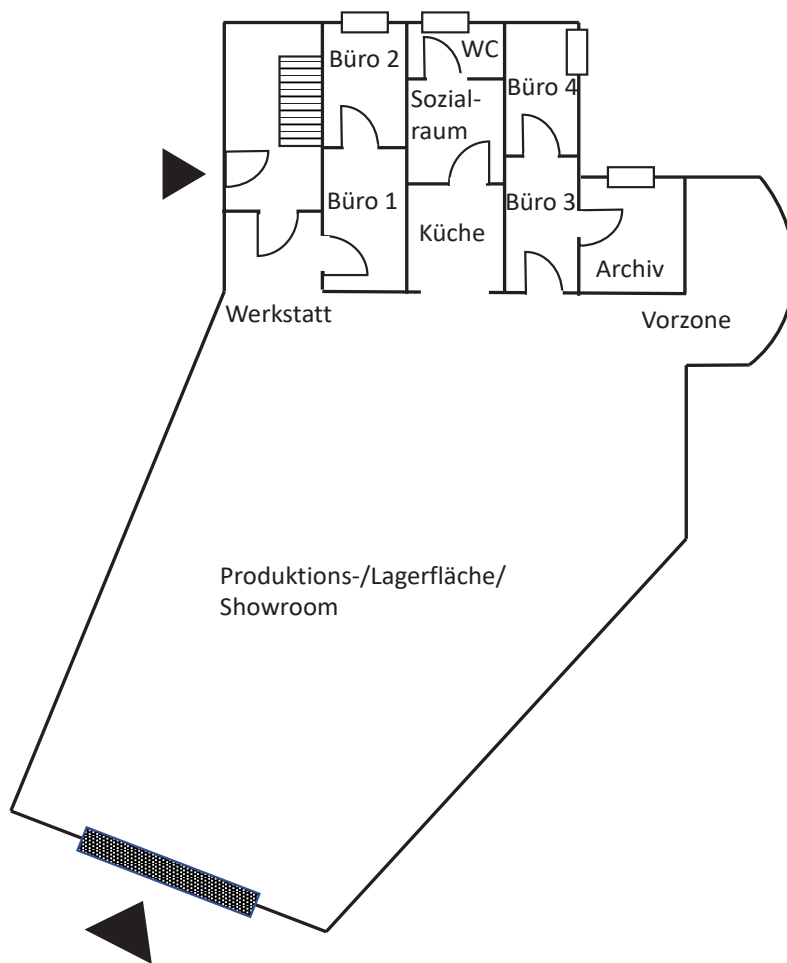 Büro 2
WC
Büro 4
Sozial-
raum
Büro 1
Büro 3
Küche
Archiv
Werkstatt
Vorzone
Produktions-/Lagerfläche/
Showroom